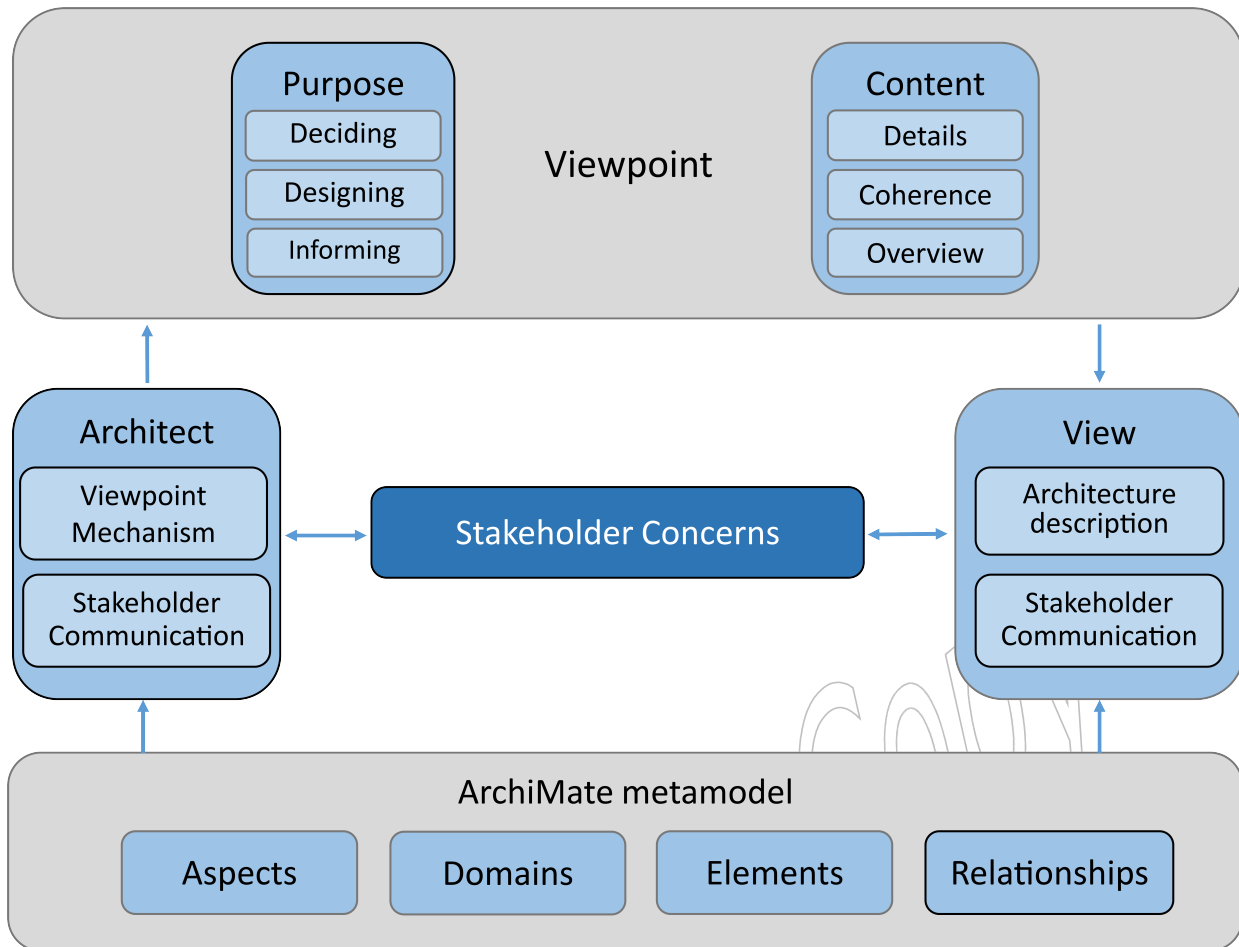 Purpose
Deciding
Designing
Informing
Viewpoint
Content
Details
Coherence
Overview
Architect
Viewpoint
Mechanism
Stakeholder
Communication
Stakeholder Concerns
View
Architecture
description
Stakeholder
Communication
ArchiMate metamodel
Aspects
Domains
Elements
Relationships